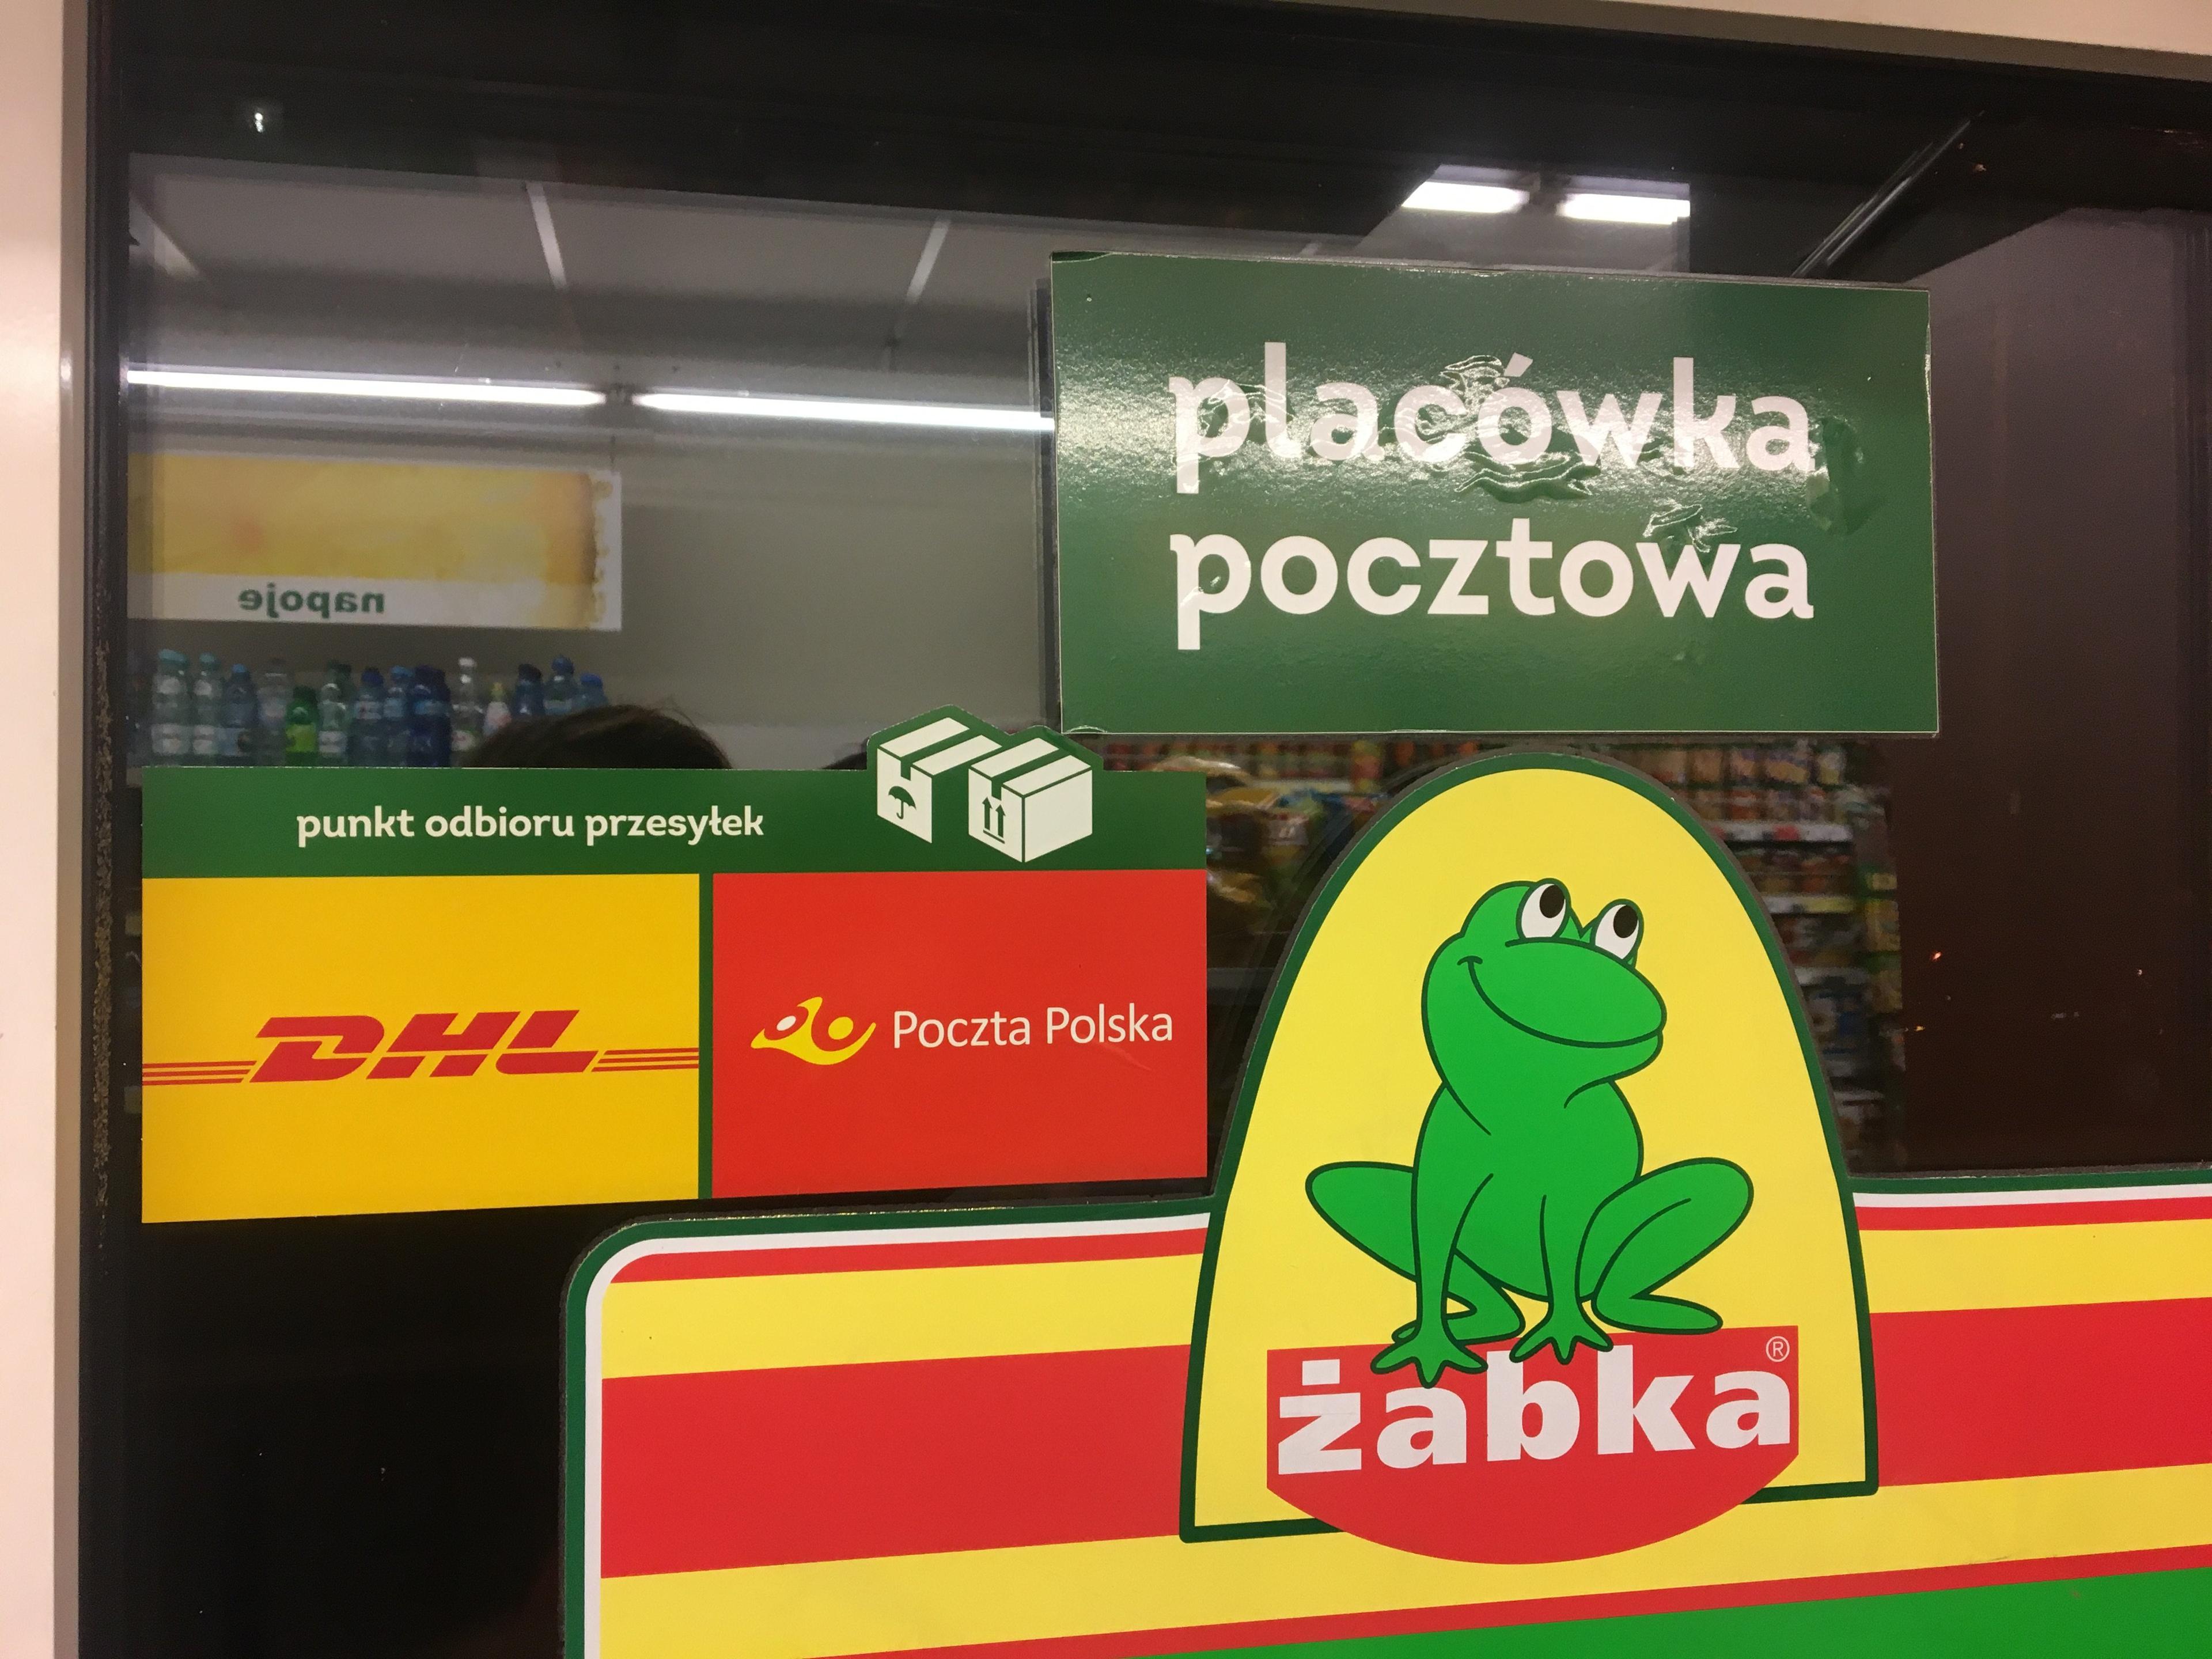 placówka
pocztowa
napoje
punkt odbioru przesyłek
DHL
Poczta Polska
żabka®